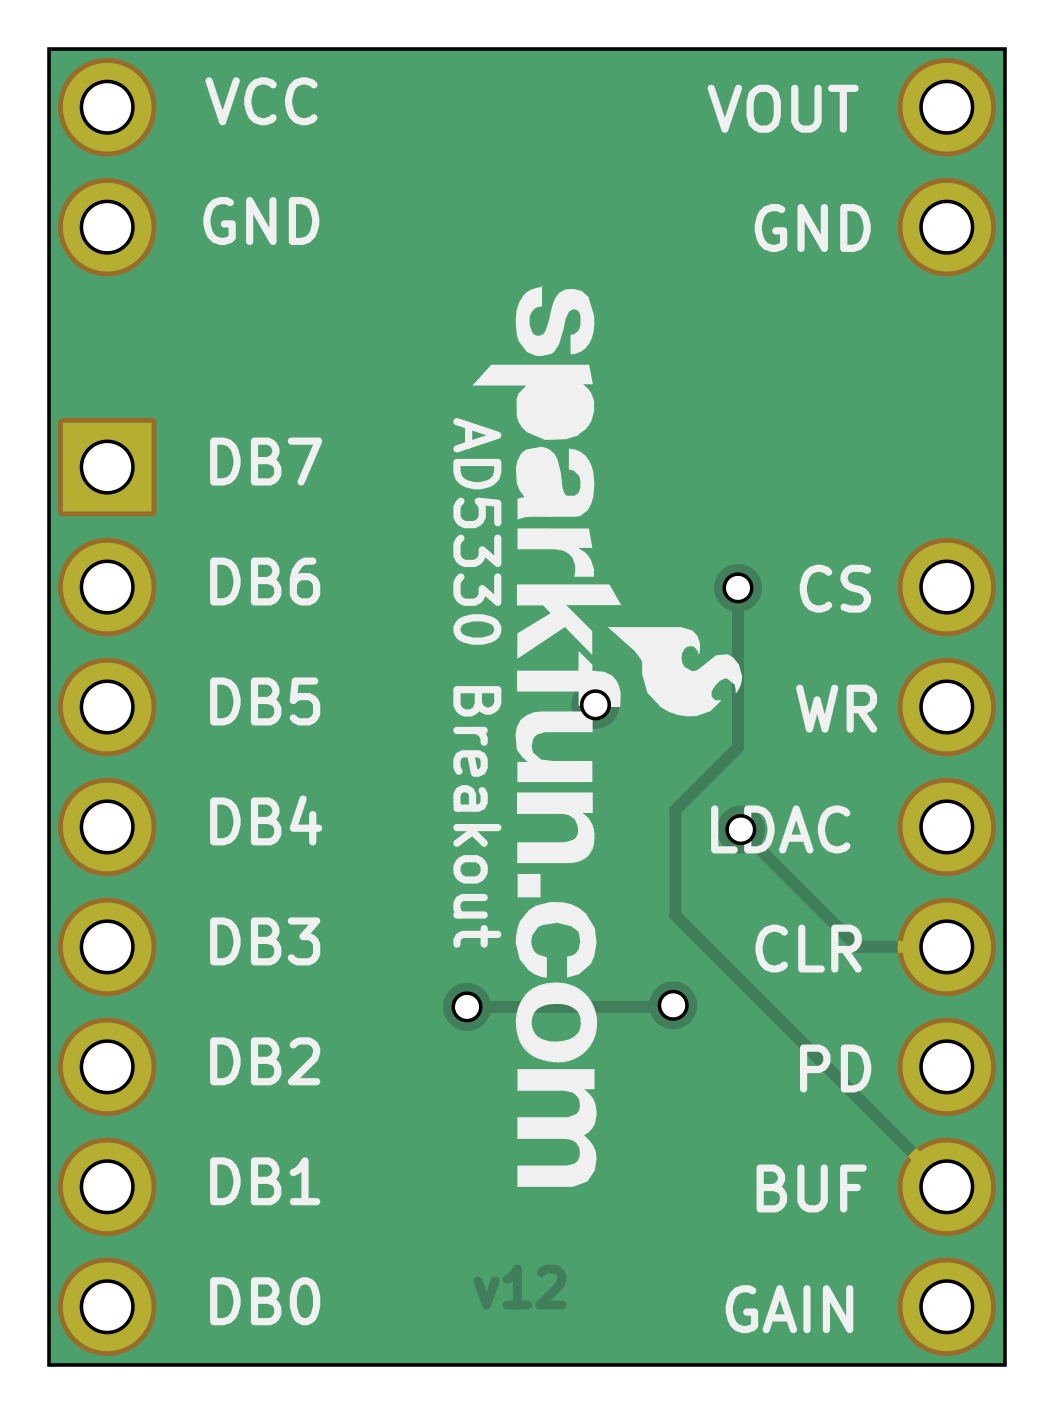 VCC
VOUT
GND
GND
sparkfun.com
AD5330 Breakout
DB7
DB6
CS
DB5
WR
DB4
LDAC
DB3
CLR
DB2
PD
DB1
BUF
DB0
GAIN
v12